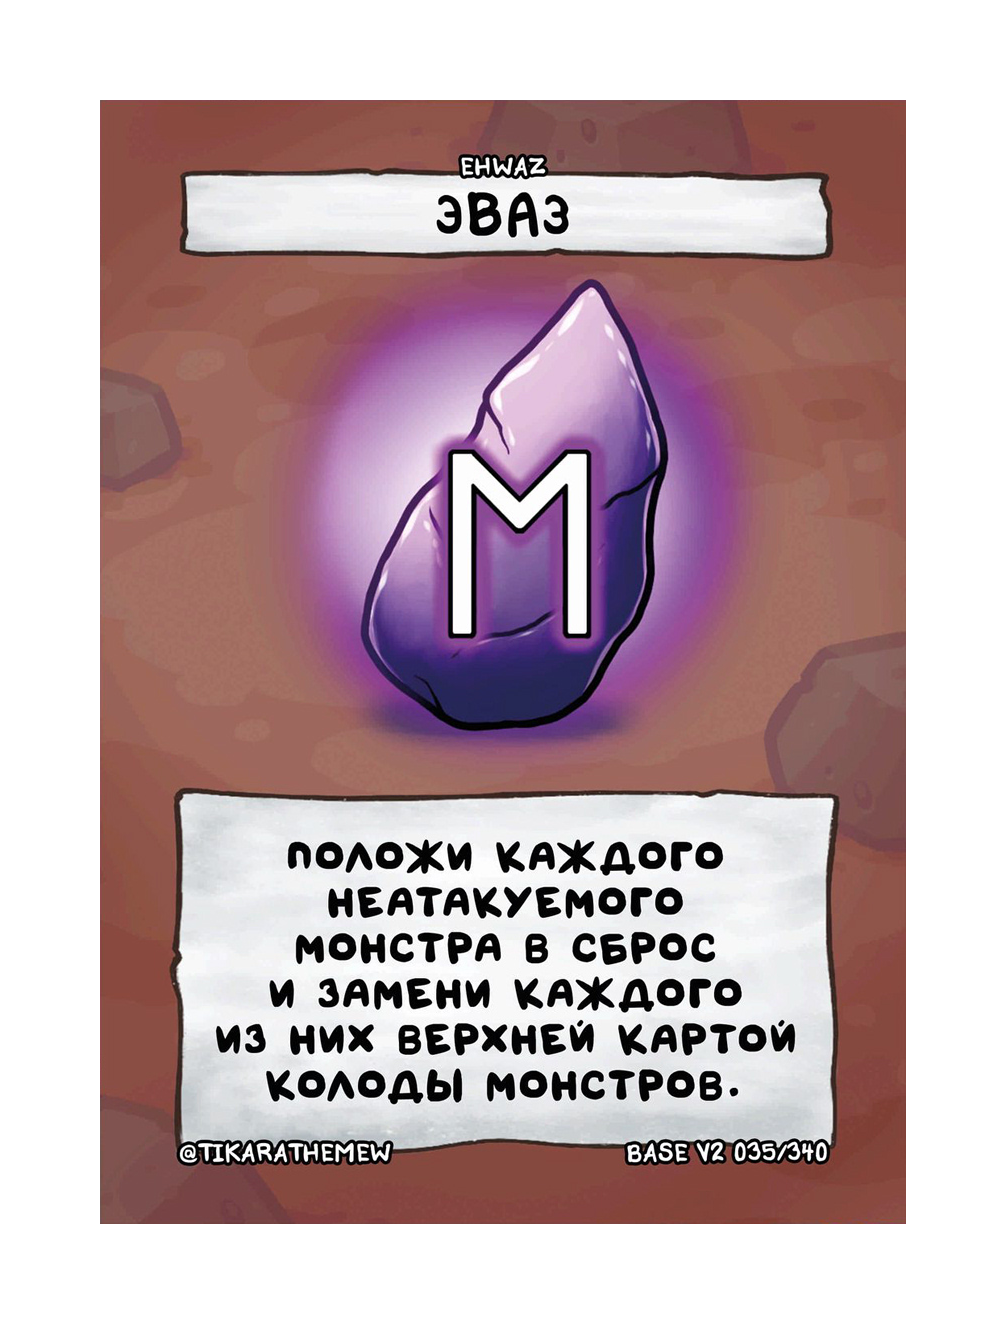 EHWAZ
ЭВАЗ
M
ПОЛОЖИ КАЖДОГО
НЕАТАКУЕМОГО
МОНСТРА В СБРОС
И ЗАМЕНИ КАЖДОГО
ИЗ НИХ ВЕРХНЕЙ КАРТОЙ
КОЛОДЫ МОНСТРОВ.
@TIKARATHEMEW
BASE V2 035/340